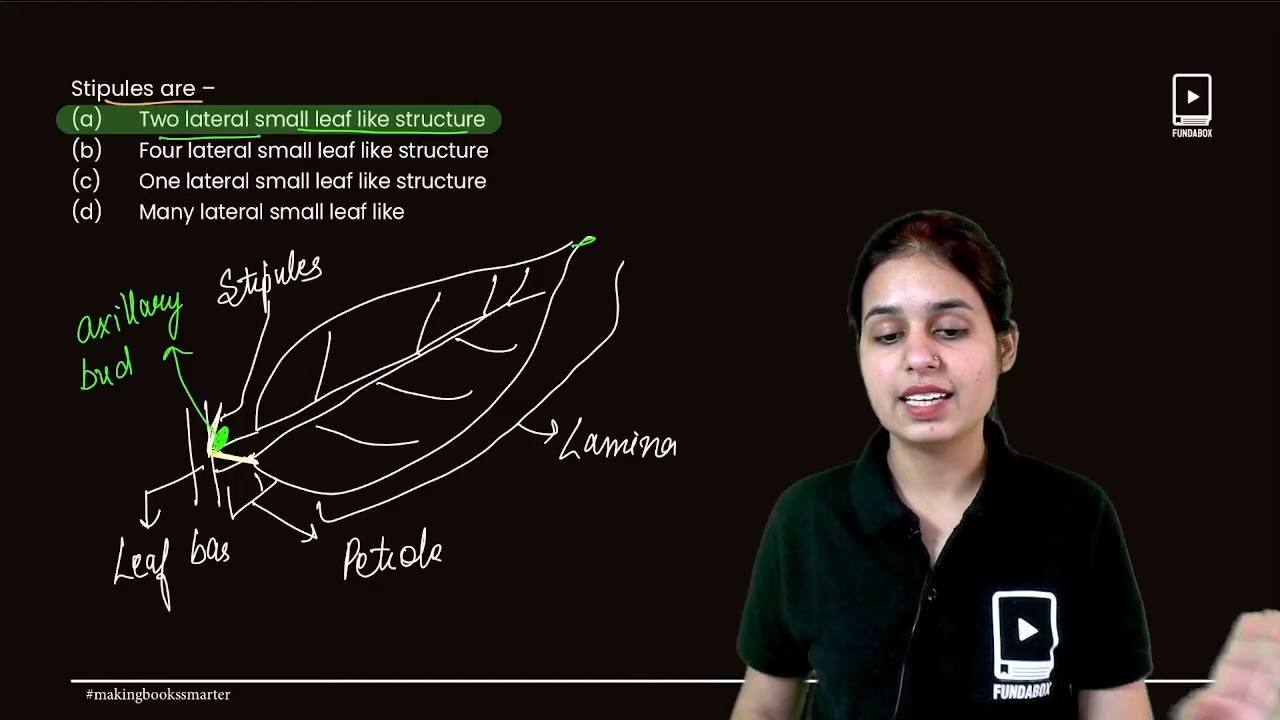 Stipules are –
(a) Two lateral small leaf like structure
(b) Four lateral small leaf like structure
(c) One lateral small leaf like structure
(d) Many lateral small leaf like
FUNDABOX
Stipules
axillary
bud
Lamina
Leaf bas
Petiole
FUNDABOX
#makingbookssmarter